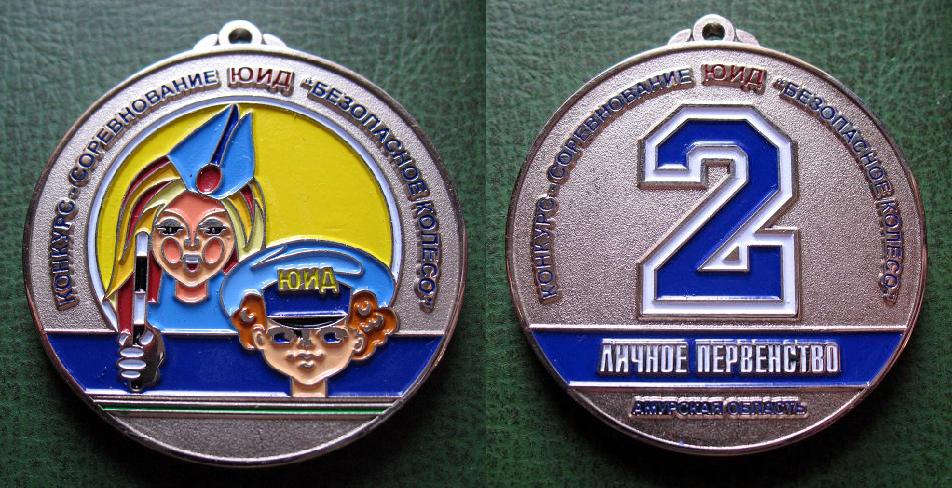 КОНКУРС-СОРЕВНОВАНИЕ ЮИД "БЕЗОПАСНОЕ КОЛЕСО"
ЮИД
КОНКУРС-СОРЕВНОВАНИЕ ЮИД "БЕЗОПАСНОЕ КОЛЕСО"
2
ЛИЧНОЕ ПЕРВЕНСТВО
АМУРСКАЯ ОБЛАСТЬ